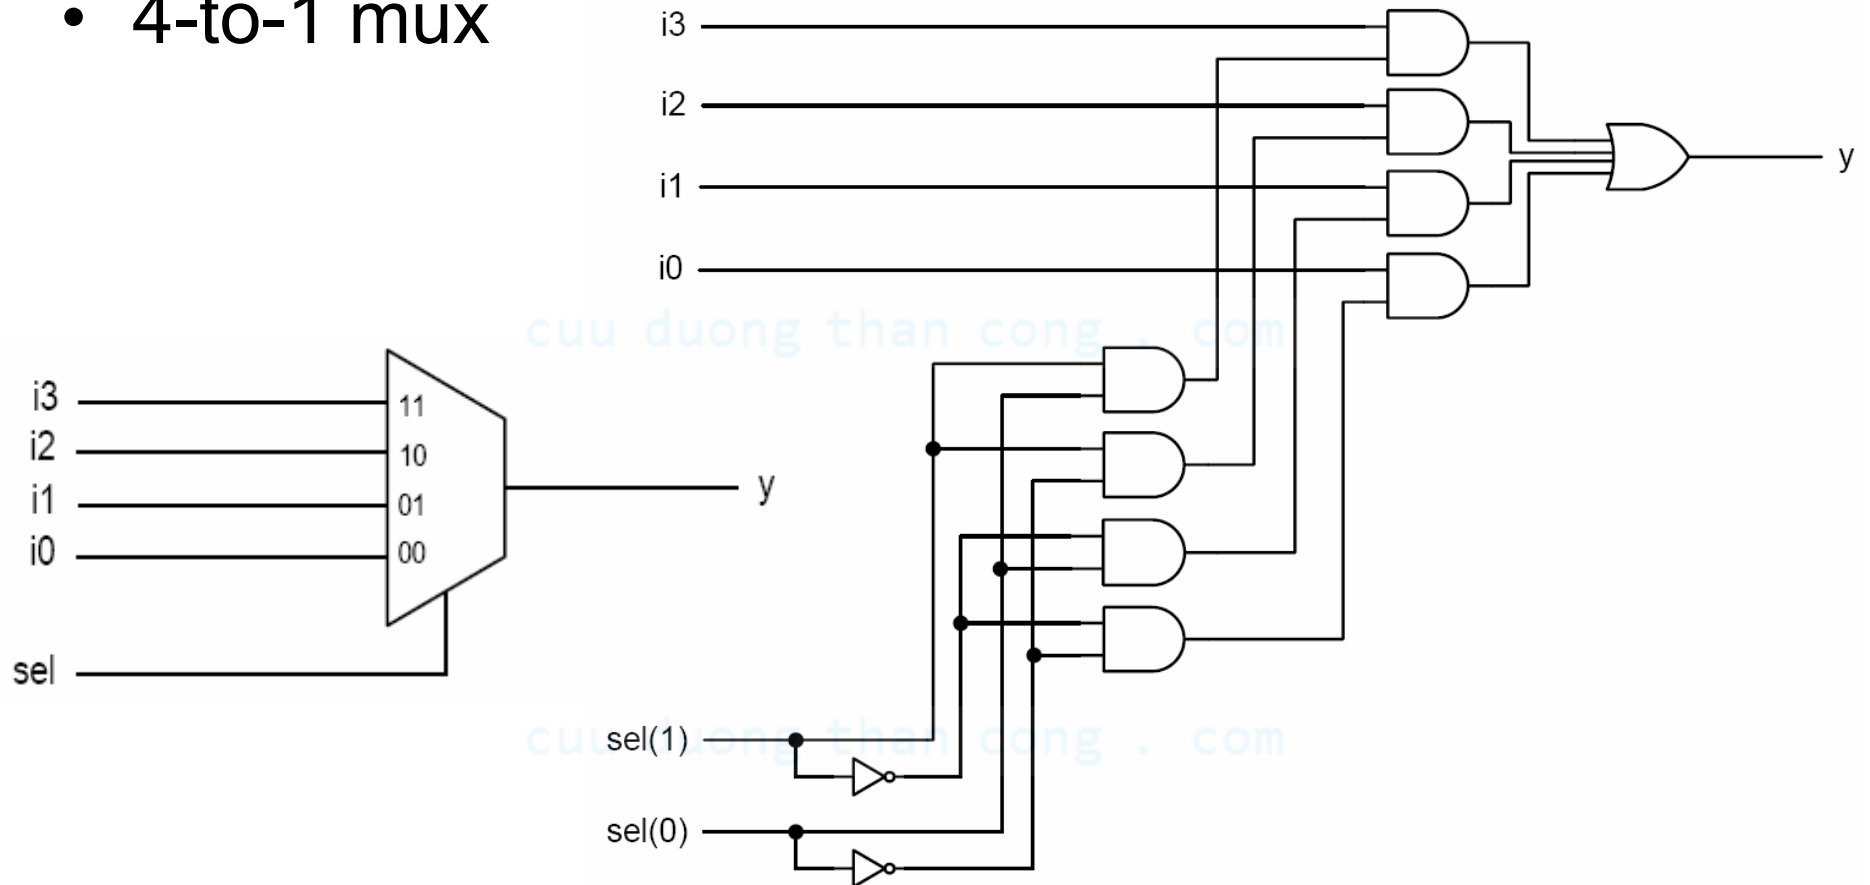 • 4-to-1 mux
i3
i2
i1
i0
y
cuu duong than cong . com
i3
i2
i1
i0
11
10
01
00
y
sel
sel(1)
cuu duong than cong . com
sel(0)